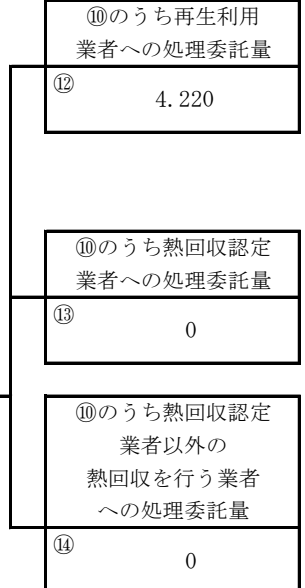 ⑩のうち再生利用
業者への処理委託量
⑫
4.220
⑩のうち熱回収認定
業者への処理委託量
⑬
0
⑩のうち熱回収認定
業者以外の
熱回収を行う業者
への処理委託量
⑭
0